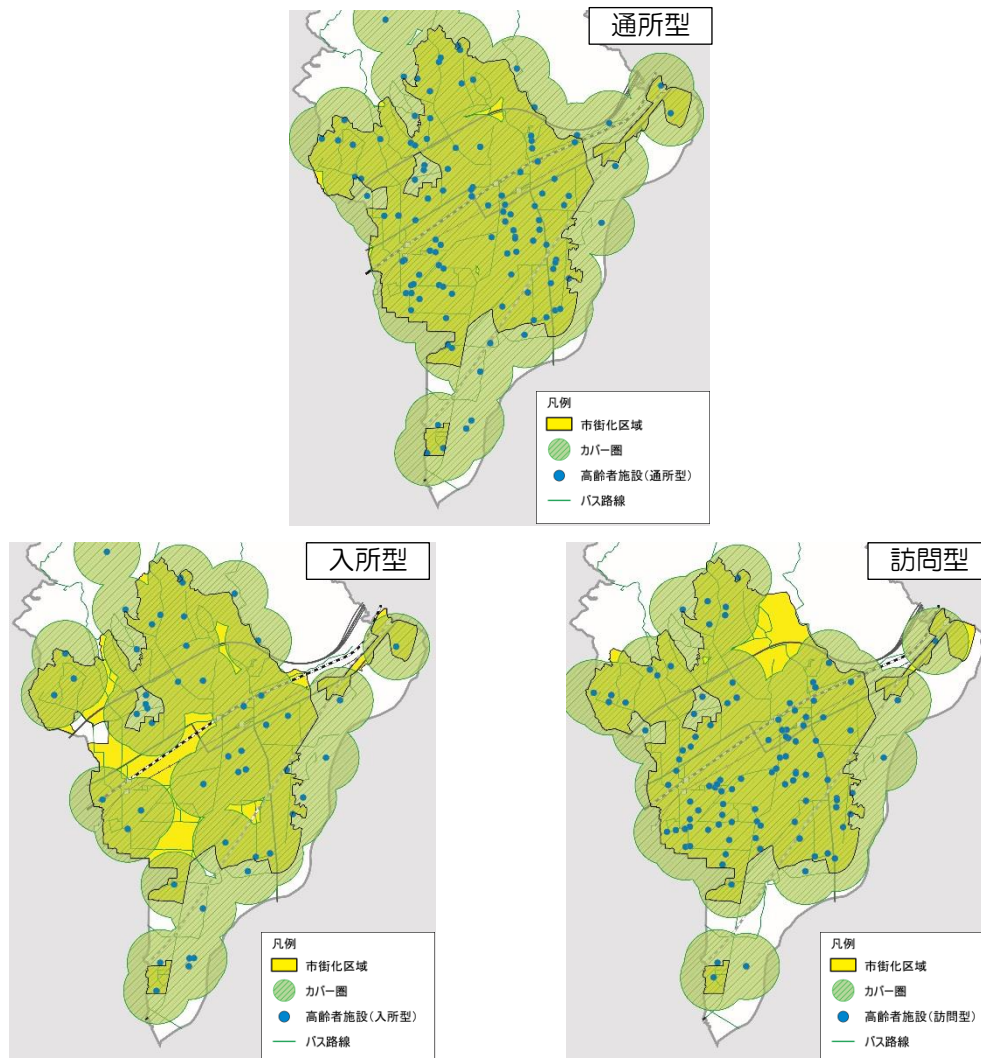 通所型
凡例
市街化区域
カバー圏
高齢者施設(通所型)
バス路線
入所型
凡例
市街化区域
カバー圏
高齢者施設(入所型)
バス路線
訪問型
凡例
市街化区域
カバー圏
高齢者施設(訪問型)
バス路線